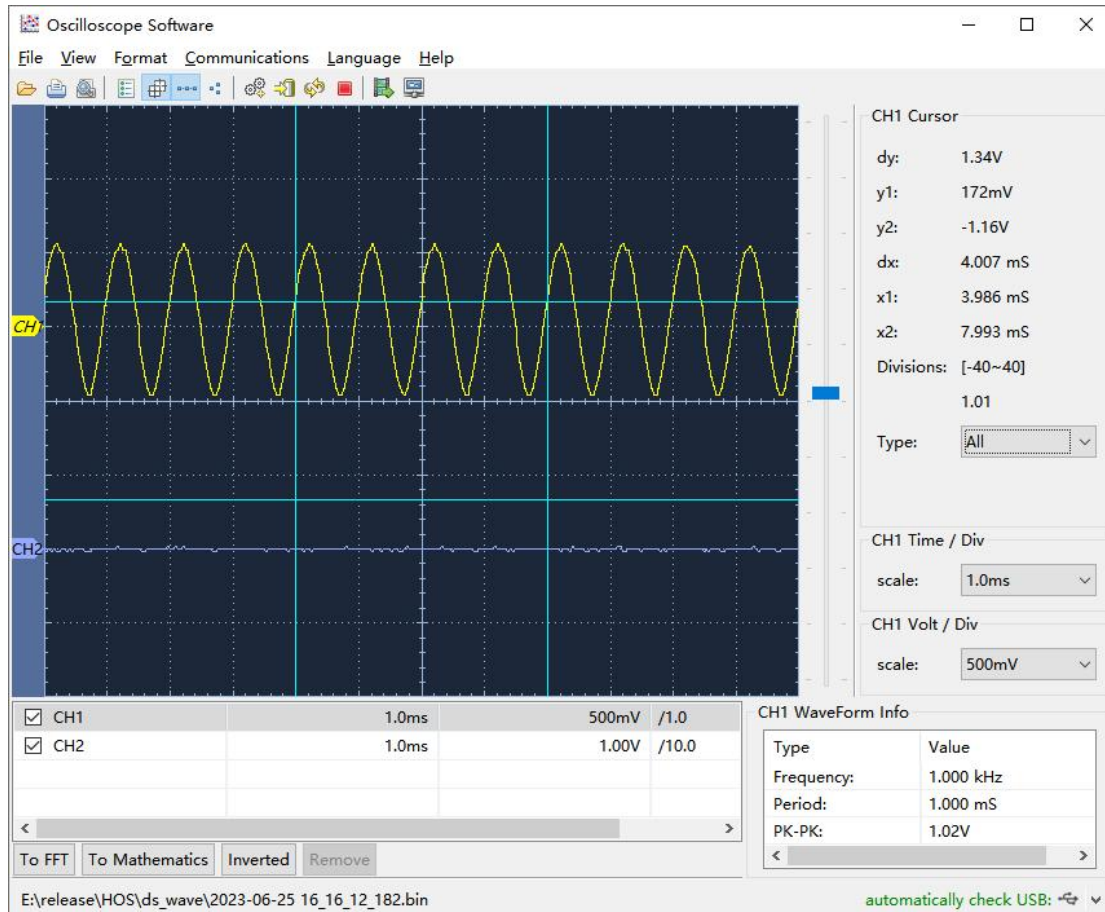 Oscilloscope Software
File View Format Communications Language Help
CH1 Cursor
dy: 1.34V
y1: 172mV
y2: -1.16V
dx: 4.007 mS
x1: 3.986 mS
x2: 7.993 mS
Divisions: [-40~40]
1.01
Type: All
CH1
CH2
CH1 Time / Div
scale: 1.0ms
CH1 Volt / Div
scale: 500mV
CH1 1.0ms 500mV /1.0
CH2 1.0ms 1.00V /10.0
CH1 WaveForm Info
Type Value
Frequency: 1.000 kHz
Period: 1.000 mS
PK-PK: 1.02V
To FFT To Mathematics Inverted Remove
E:\release\HOS\ds_wave\2023-06-25 16_16_12_182.bin automatically check USB: